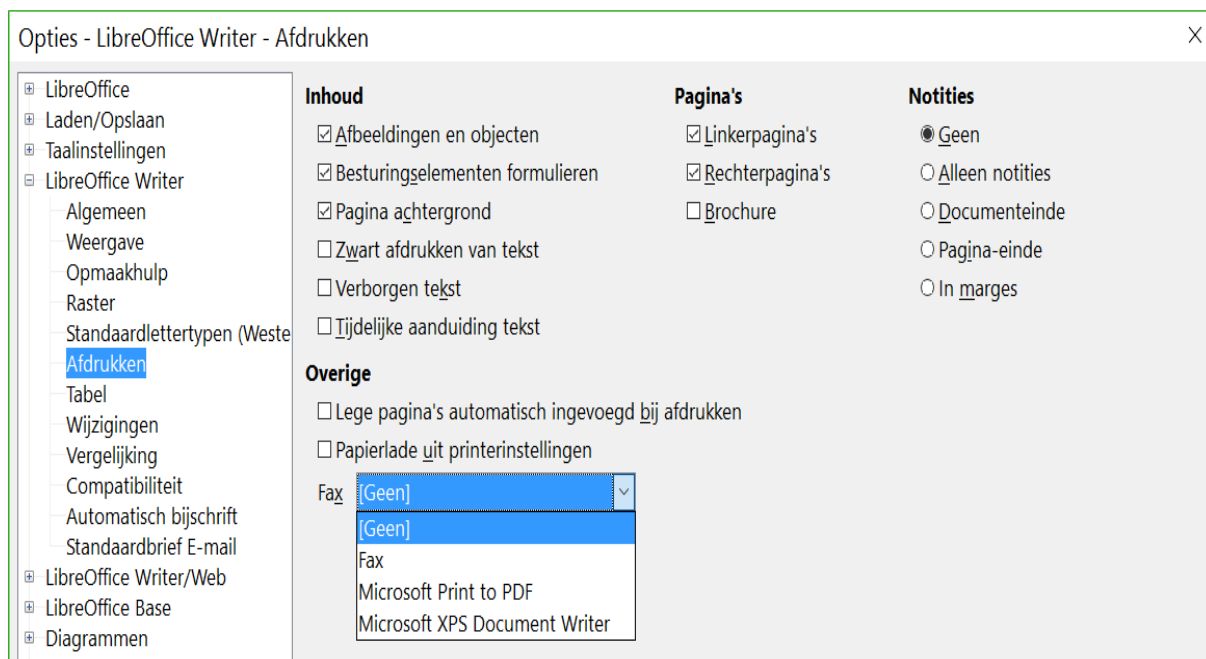 Opties - LibreOffice Writer - Afdrukken
X
LibreOffice
Laden/Opslaan
Taalinstellingen
LibreOffice Writer
Algemeen
Weergave
Opmaakhulp
Raster
Standaardlettertypen (Weste
Afdrukken
Tabel
Wijzigingen
Vergelijking
Compatibiliteit
Automatisch bijschrift
Standaardbrief E-mail
LibreOffice Writer/Web
LibreOffice Base
Diagrammen
Inhoud
Afbeeldingen en objecten
Besturingselementen formulieren
Pagina achtergrond
Zwart afdrukken van tekst
Verborgen tekst
Tijdelijke aanduiding tekst
Pagina's
Linkerpagina's
Rechterpagina's
Brochure
Notities
Geen
Alleen notities
Documenteinde
Pagina-einde
In marges
Overige
Lege pagina's automatisch ingevoegd bij afdrukken
Papierlade uit printerinstellingen
Fax [Geen]
[Geen]
Fax
Microsoft Print to PDF
Microsoft XPS Document Writer